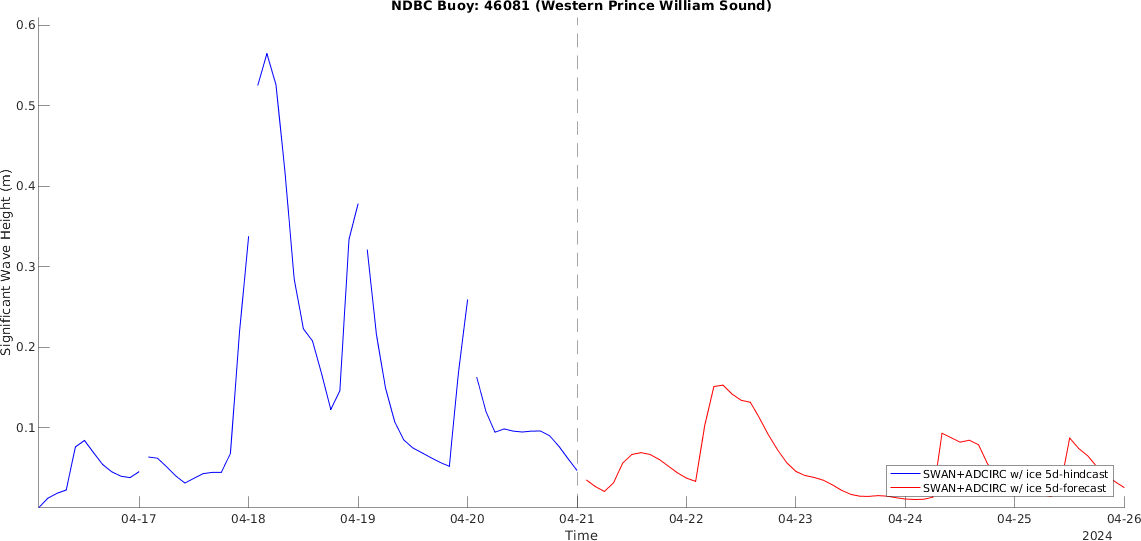 NDBC Buoy: 46081 (Western Prince William Sound)
Significant Wave Height (m)
0.6
0.5
0.4
0.3
0.2
0.1
SWAN+ADCIRC w/ ice 5d-hindcast
SWAN+ADCIRC w/ ice 5d-forecast
04-17 04-18 04-19 04-20 04-21 04-22 04-23 04-24 04-25 04-26
Time
2024